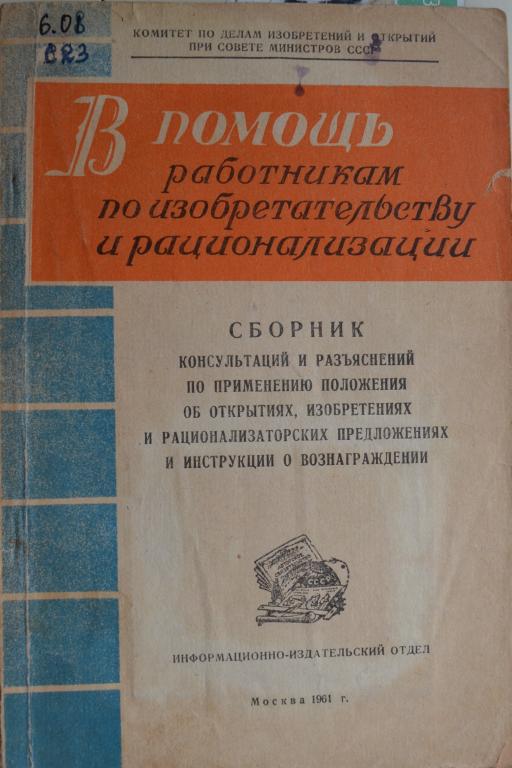 6.08
В23
КОМИТЕТ ПО ДЕЛАМ ИЗОБРЕТЕНИЙ И ОТКРЫТИЙ
ПРИ СОВЕТЕ МИНИСТРОВ СССР
В ПОМОЩЬ
работникам
по изобретательству
и рационализации
СБОРНИК
КОНСУЛЬТАЦИЙ И РАЗЪЯСНЕНИЙ
ПО ПРИМЕНЕНИЮ ПОЛОЖЕНИЯ
ОБ ОТКРЫТИЯХ, ИЗОБРЕТЕНИЯХ
И РАЦИОНАЛИЗАТОРСКИХ ПРЕДЛОЖЕНИЯХ
И ИНСТРУКЦИИ О ВОЗНАГРАЖДЕНИИ
СССР
ИНФОРМАЦИОННО-ИЗДАТЕЛЬСКИЙ ОТДЕЛ
Москва 1961 г.